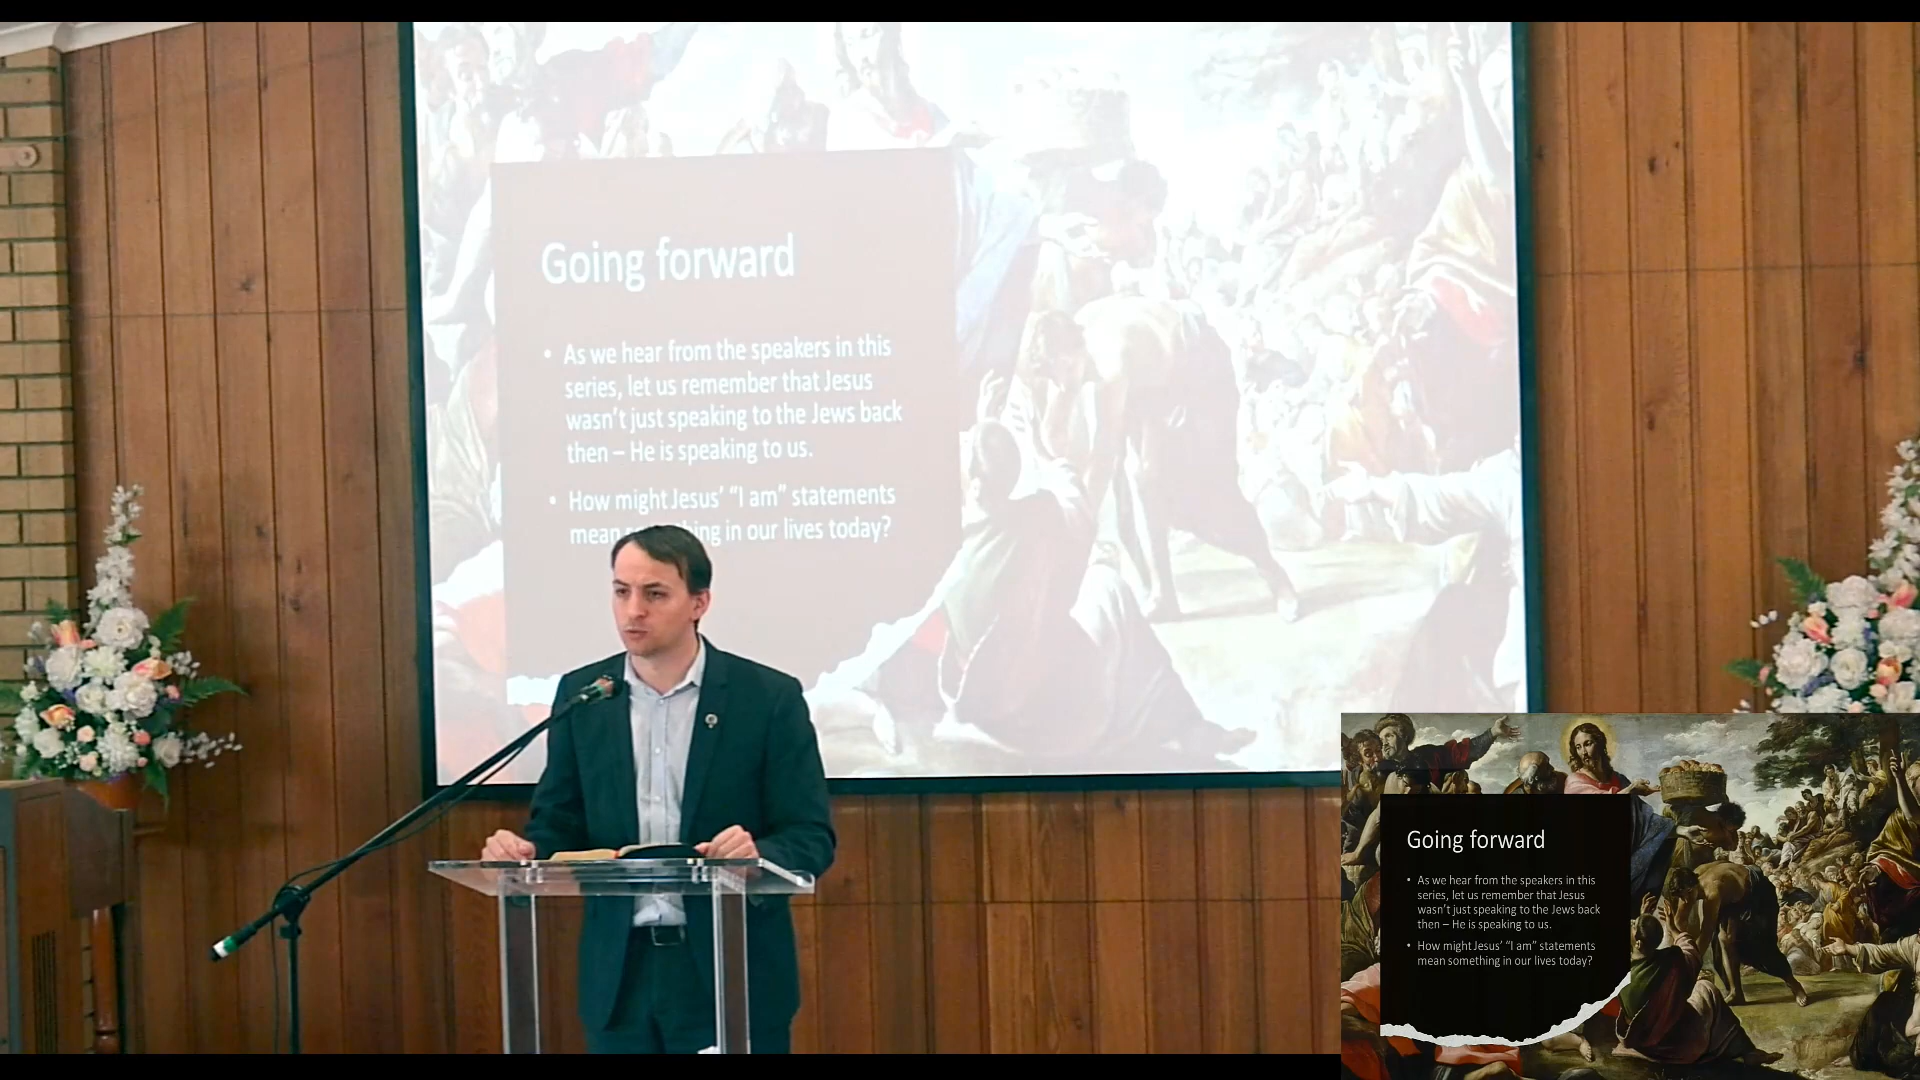 Going forward
• As we hear from the speakers in this
series, let us remember that Jesus
wasn't just speaking to the Jews back
then – He is speaking to us.
• How might Jesus' “I am” statements
mean something in our lives today?
Going forward
• As we hear from the speakers in this
series, let us remember that Jesus
wasn't just speaking to the Jews back
then – He is speaking to us.
• How might Jesus' “I am” statements
mean something in our lives today?